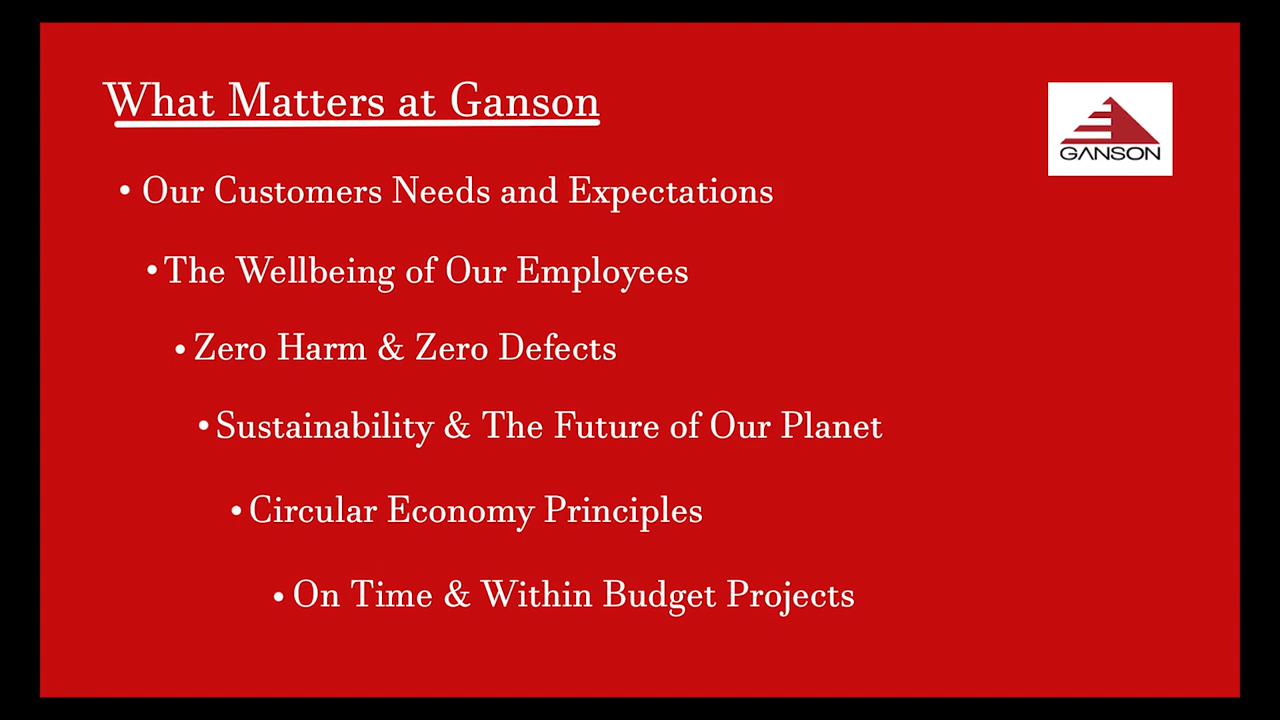 What Matters at Ganson
GANSON
• Our Customers Needs and Expectations
• The Wellbeing of Our Employees
• Zero Harm & Zero Defects
• Sustainability & The Future of Our Planet
• Circular Economy Principles
• On Time & Within Budget Projects